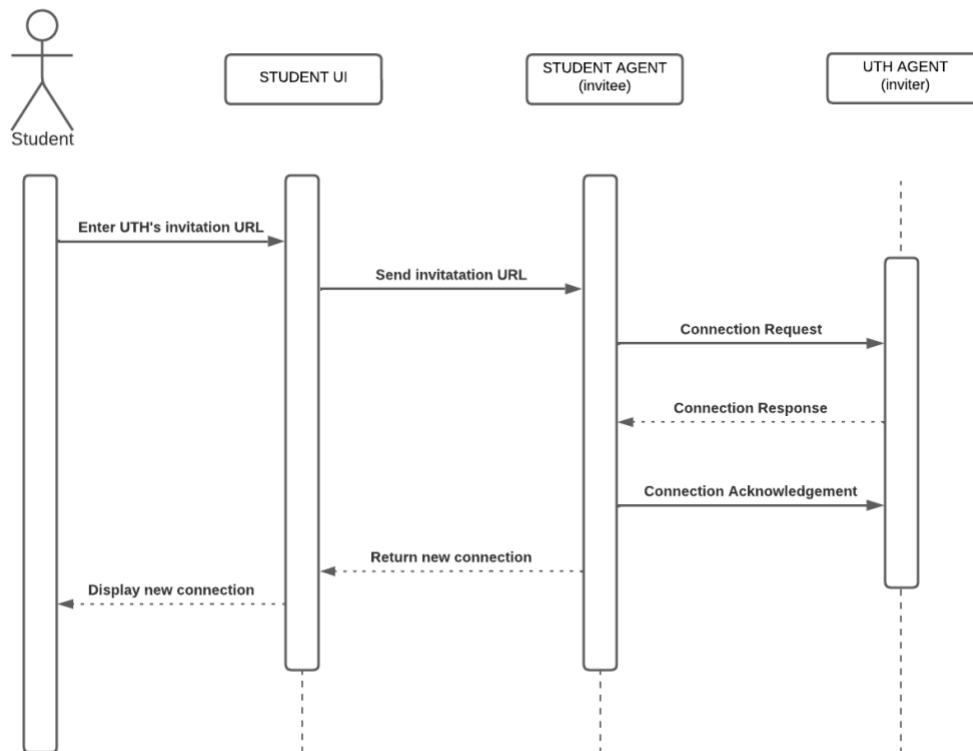 STUDENT UI
STUDENT AGENT
(invitee)
UTH AGENT
(inviter)
Student
Enter UTH's invitation URL
Send invitatation URL
Connection Request
Connection Response
Connection Acknowledgement
Return new connection
Display new connection